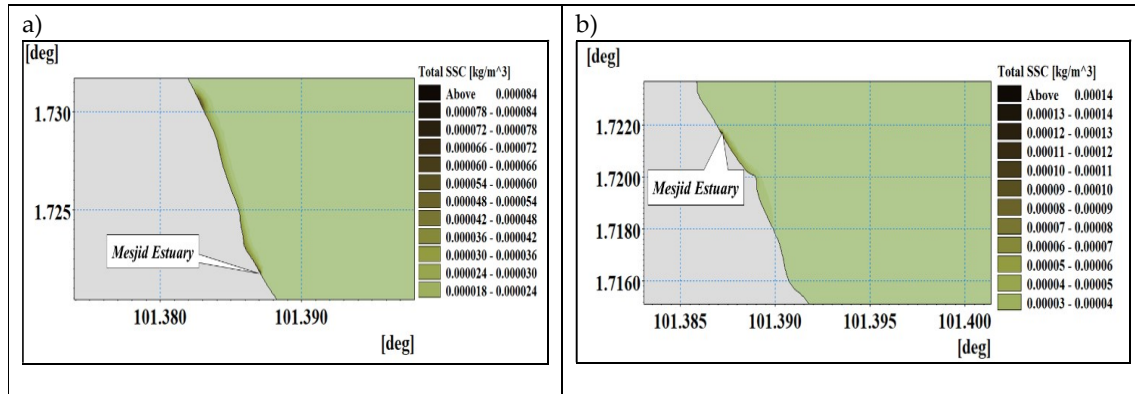 a)
[deg]
Total SSC [kg/m^3]
Above 0.000084
0.000078 - 0.000084
0.000072 - 0.000078
0.000066 - 0.000072
0.000060 - 0.000066
0.000054 - 0.000060
0.000048 - 0.000054
0.000042 - 0.000048
0.000036 - 0.000042
0.000030 - 0.000036
0.000024 - 0.000030
0.000018 - 0.000024
1.730
1.725
Mesjid Estuary
101.380 101.390
[deg]
b)
[deg]
Total SSC [kg/m^3]
Above 0.00014
0.00013 - 0.00014
0.00012 - 0.00013
0.00011 - 0.00012
0.00010 - 0.00011
0.00009 - 0.00010
0.00008 - 0.00009
0.00007 - 0.00008
0.00006 - 0.00007
0.00005 - 0.00006
0.00004 - 0.00005
0.00003 - 0.00004
1.7220
1.7200
1.7180
1.7160
Mesjid Estuary
101.385 101.390 101.395 101.400
[deg]